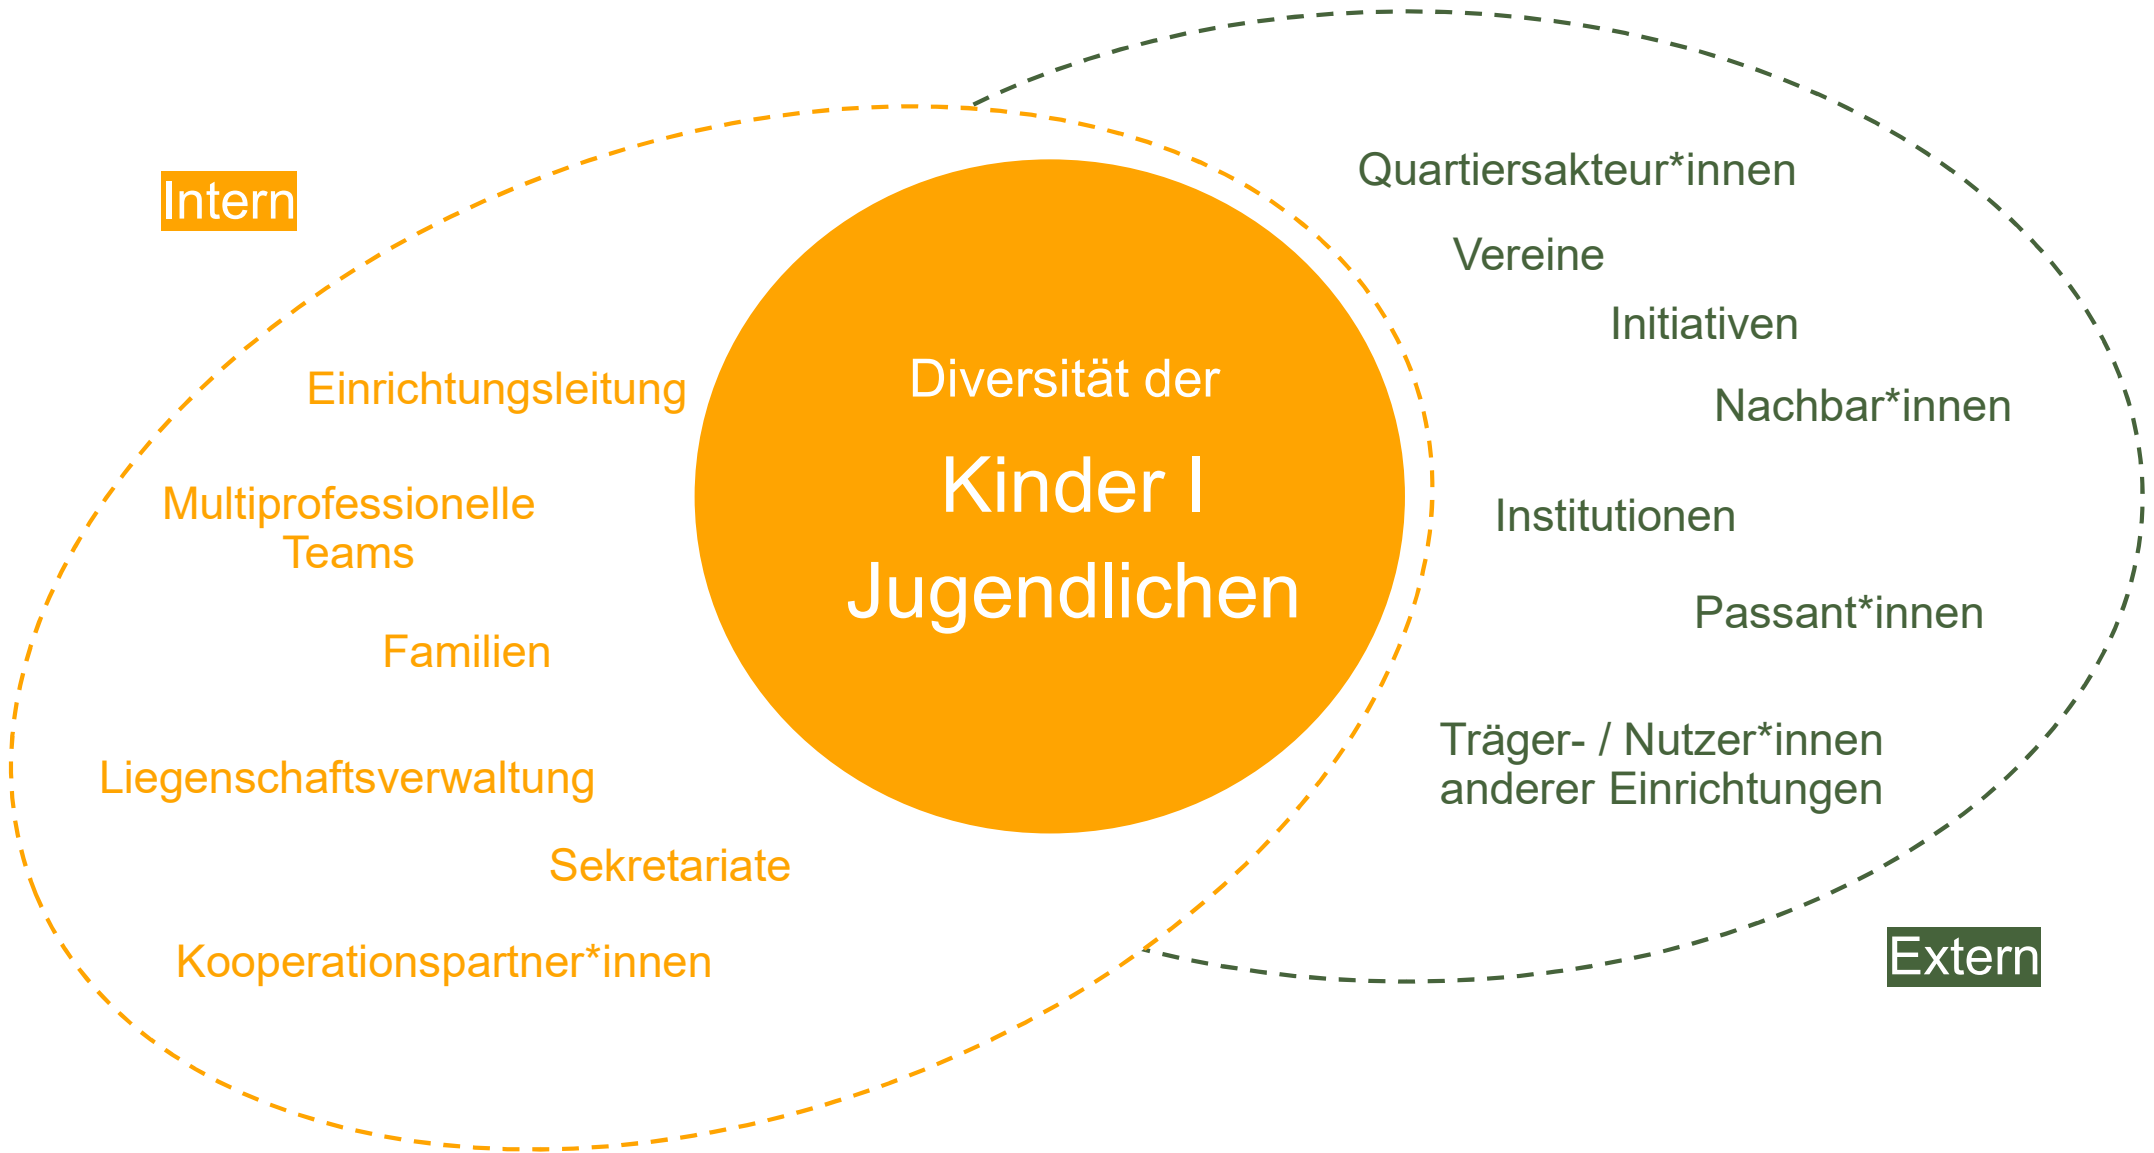 Intern
Einrichtungsleitung
Multiprofessionelle
Teams
Familien
Liegenschaftsverwaltung
Sekretariate
Kooperationspartner*innen
Diversität der
Kinder I
Jugendlichen
Quartiersakteur*innen
Vereine
Initiativen
Nachbar*innen
Institutionen
Passant*innen
Träger- / Nutzer*innen
anderer Einrichtungen
Extern